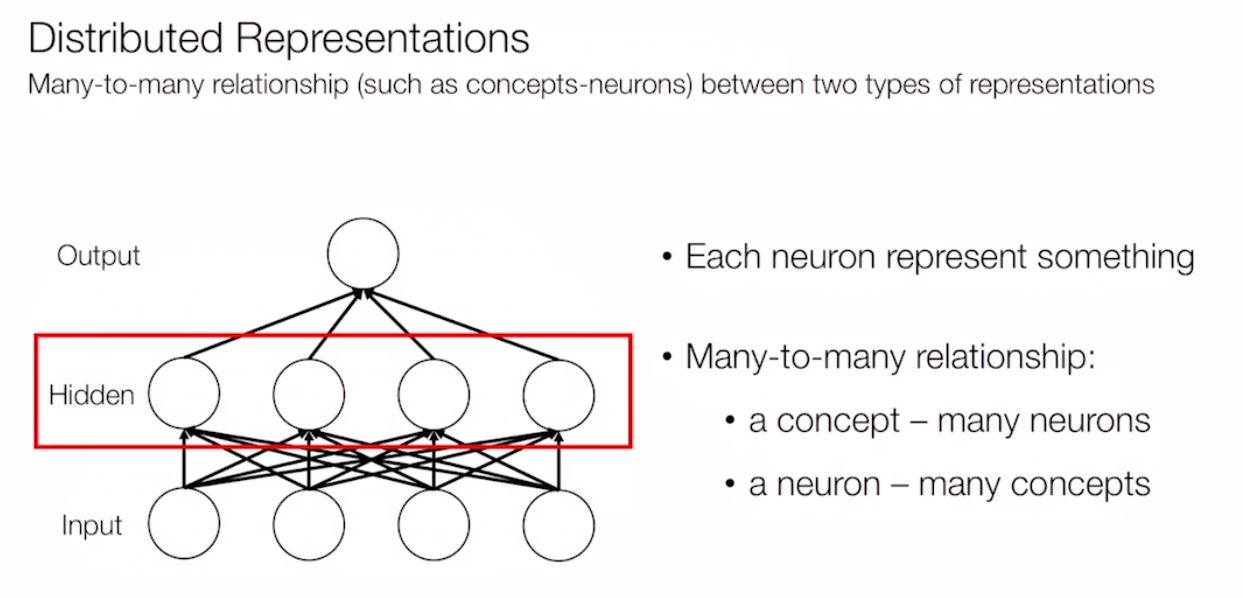 Distributed Representations
Many-to-many relationship (such as concepts-neurons) between two types of representations
Output
Hidden
Input
• Each neuron represent something
• Many-to-many relationship:
• a concept – many neurons
• a neuron – many concepts